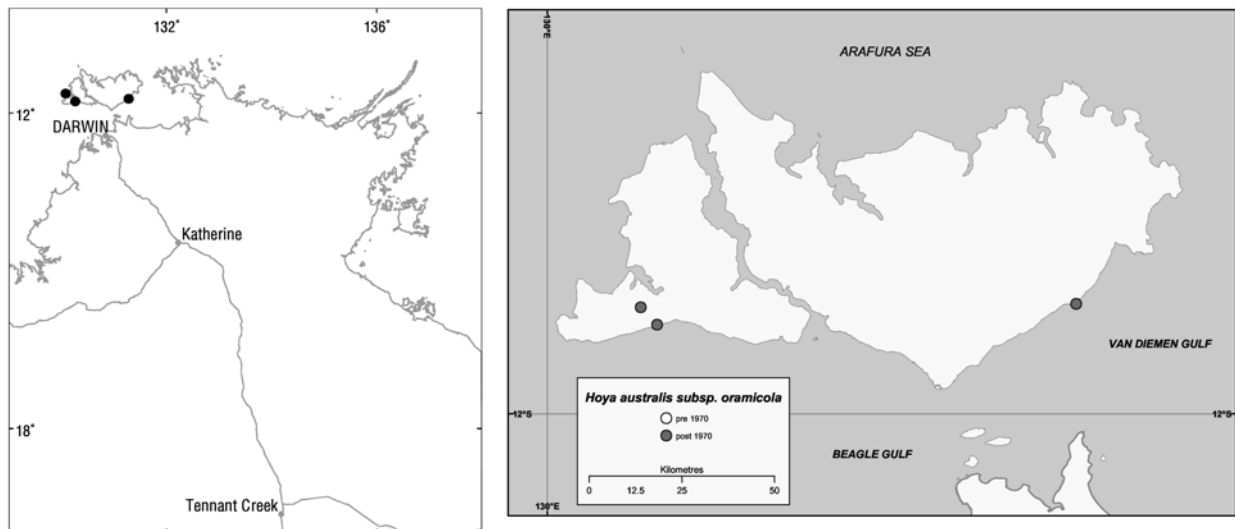 132°
136°
12°
DARWIN
Katherine
18°
Tennant Creek
130°E
ARAFURA SEA
VAN DIEMEN GULF
12°S
12°S
Hoya australis subsp. oramicola
pre 1970
post 1970
Kilometres
0 12.5 25 50
BEAGLE GULF
130°E